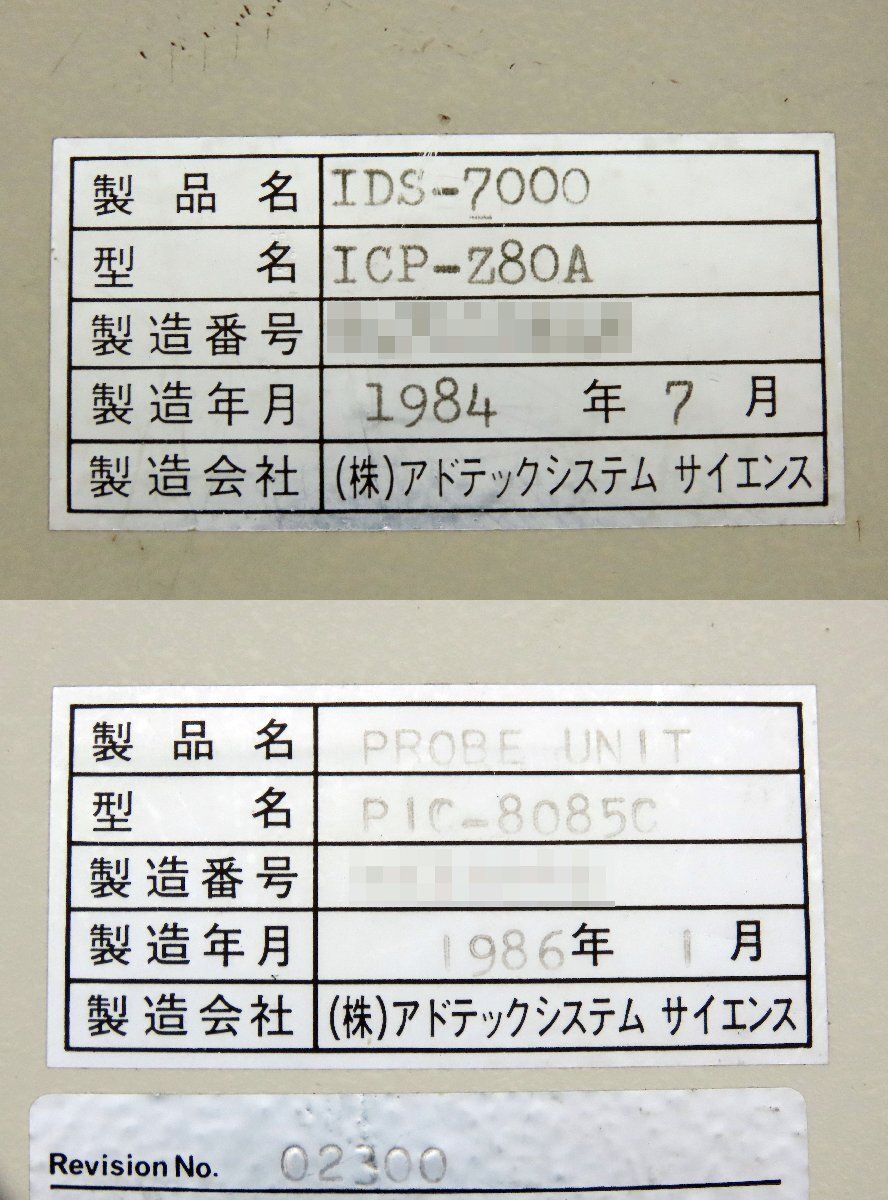 製品名 IDS-7000
型名 ICP-Z80A
製造番号
製造年月 1984年7月
製造会社 (株)アドテックシステム サイエンス
製品名 PROBE UNIT
型名 PIC-8085C
製造番号
製造年月 1986年1月
製造会社 (株)アドテックシステム サイエンス
Revision No. 02300